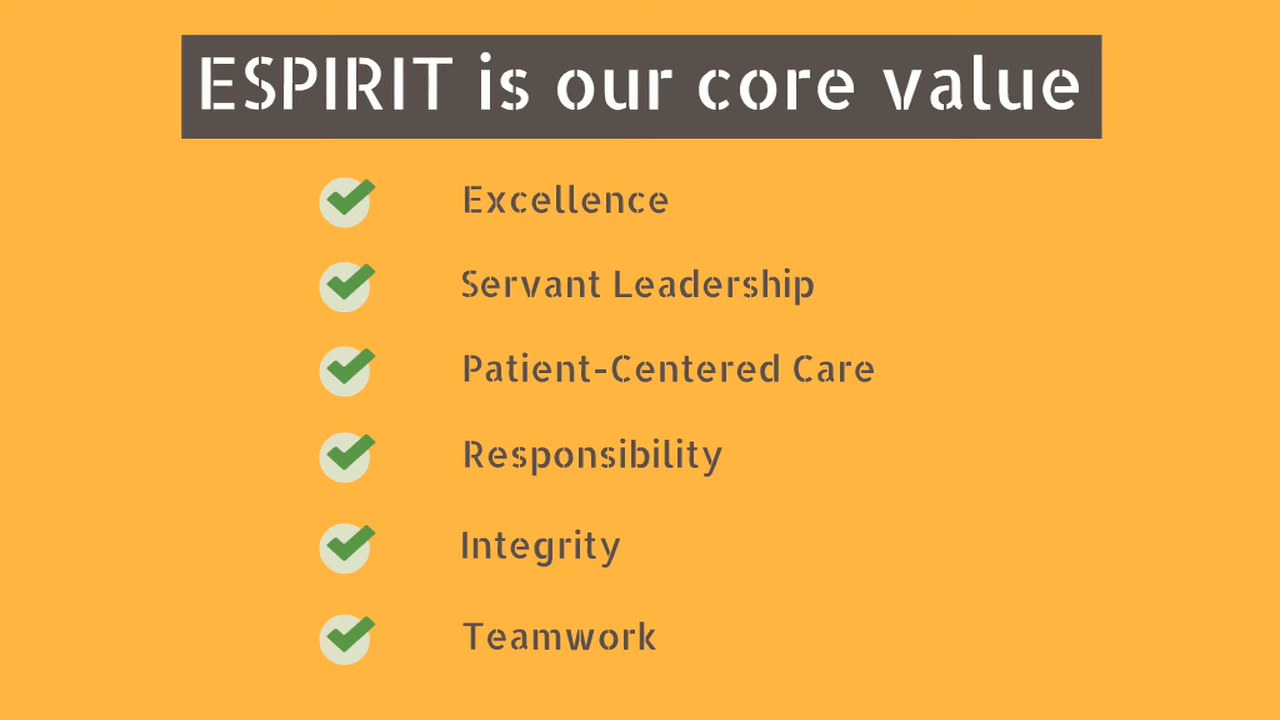 ESPIRIT is our core value
Excellence
Servant Leadership
Patient-Centered Care
Responsibility
Integrity
Teamwork